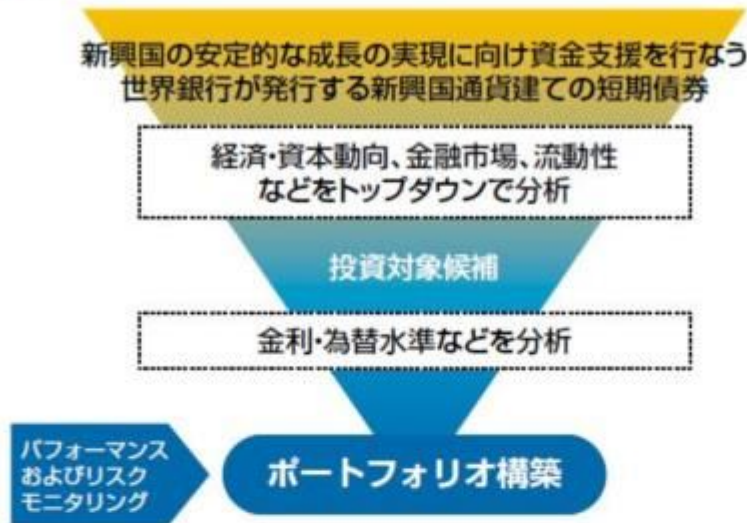 新興国の安定的な成長の実現に向け資金支援を行なう
世界銀行が発行する新興国通貨建ての短期債券
経済・資本動向、金融市場、流動性
などをトップダウンで分析
投資対象候補
金利・為替水準などを分析
パフォーマンス
およびリスク
モニタリング
ポートフォリオ構築